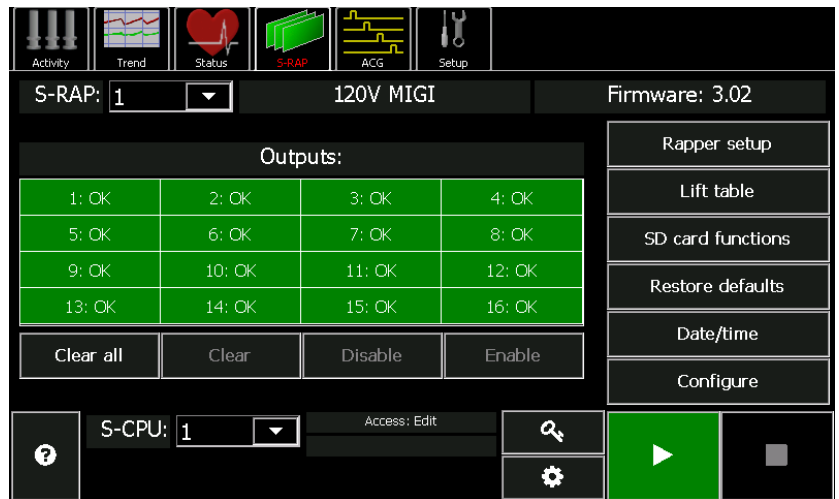 Activity Trend Status S-RAP ACG Setup
S-RAP: 1 120V MIGI Firmware: 3.02
Outputs:
1: OK 2: OK 3: OK 4: OK
5: OK 6: OK 7: OK 8: OK
9: OK 10: OK 11: OK 12: OK
13: OK 14: OK 15: OK 16: OK
Clear all Clear Disable Enable
Rapper setup
Lift table
SD card functions
Restore defaults
Date/time
Configure
?
S-CPU: 1 Access: Edit